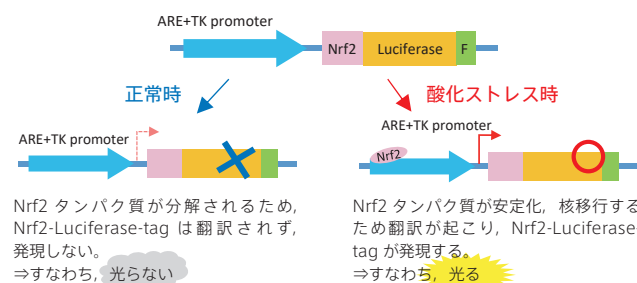 ARE+TK promoter
Nrf2 Luciferase F
正常時
酸化ストレス時
ARE+TK promoter
ARE+TK promoter
Nrf2
Nrf2 タンパク質が分解されるため,
Nrf2-Luciferase-tag は翻訳されず,
発現しない。
⇒すなわち, 光らない
Nrf2 タンパク質が安定化, 核移行する
ため翻訳が起こり, Nrf2-Luciferase-
tag が発現する。
⇒すなわち, 光る